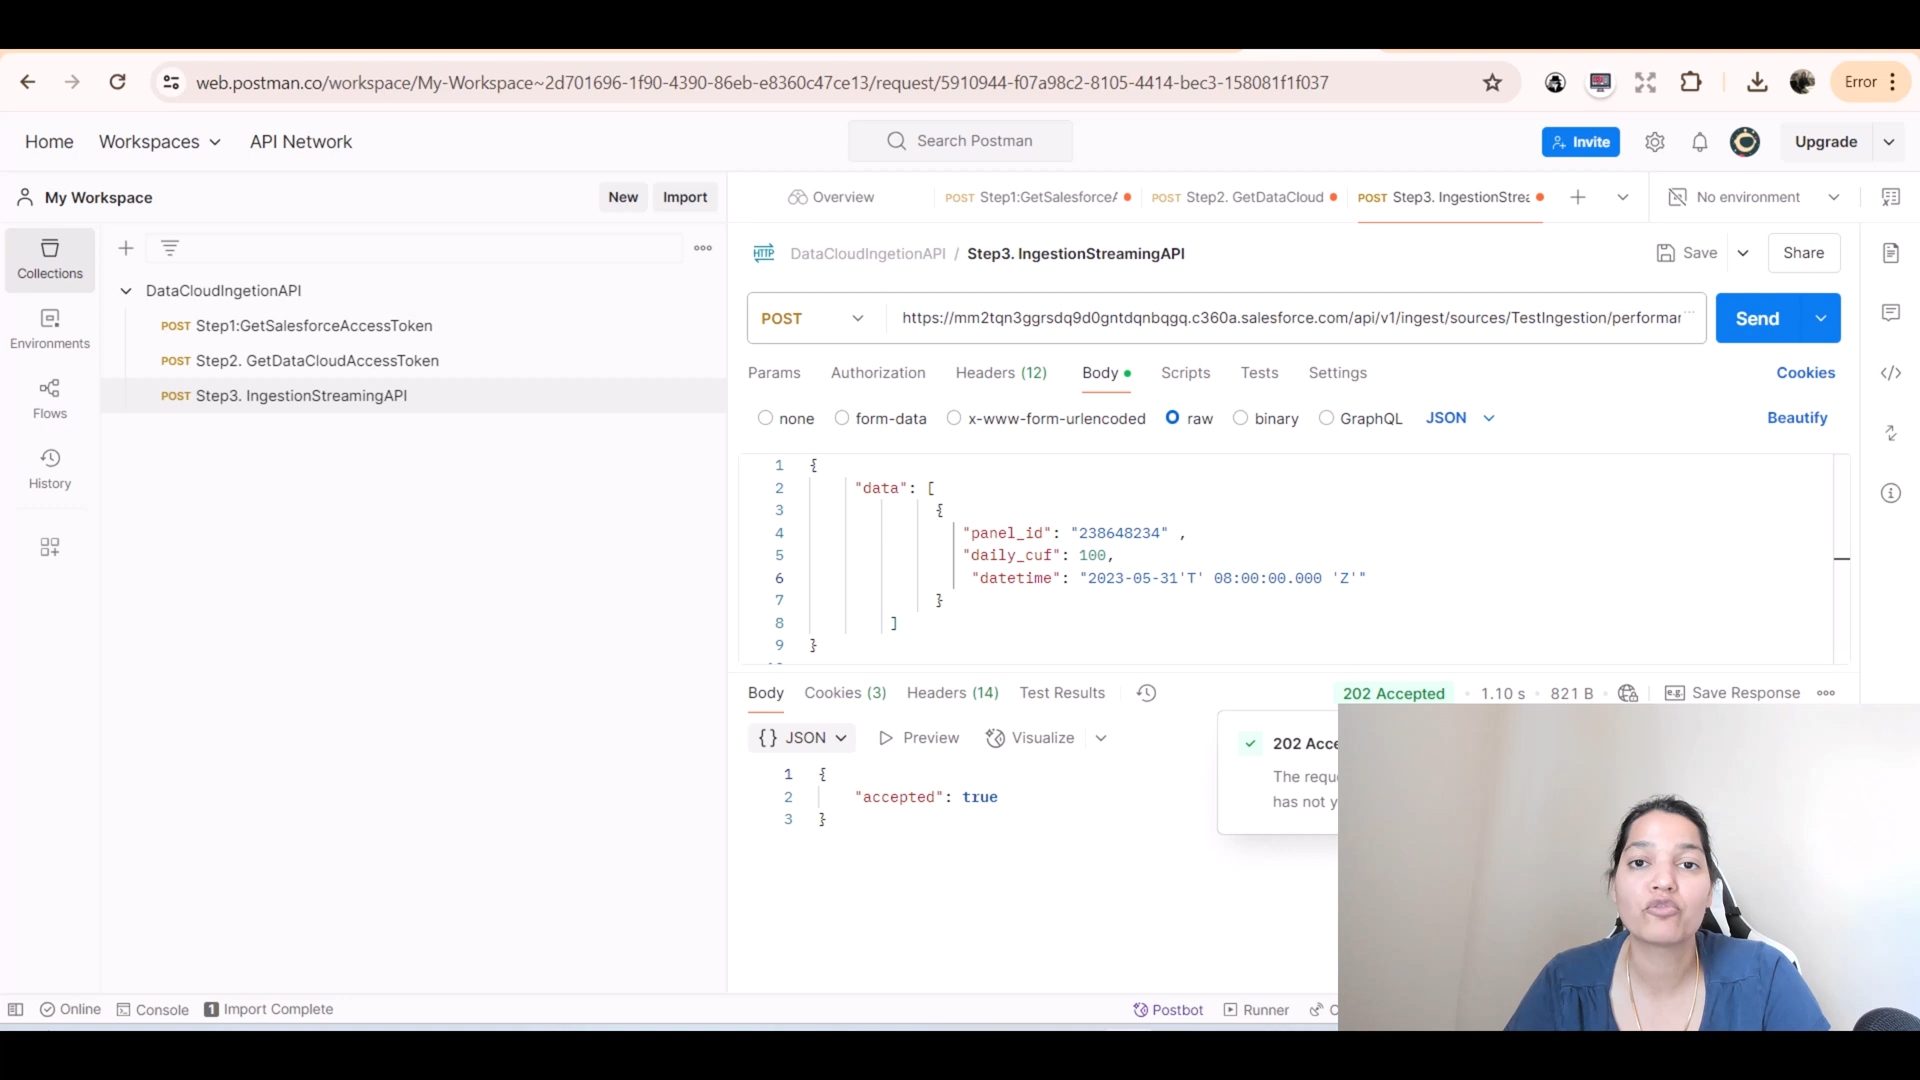 web.postman.co/workspace/My-Workspace~2d701696-1f90-4390-86eb-e8360c47ce13/request/5910944-f07a98c2-8105-4414-bec3-158081f1f037
Error
Home
Workspaces
API Network
Search Postman
Invite
Upgrade
My Workspace
New
Import
Overview
POST Step1:GetSalesforceA
POST Step2. GetDataCloud
POST Step3. IngestionStrea
No environment
Collections
Environments
Flows
History
DataCloudIngetionAPI
POST Step1:GetSalesforceAccessToken
POST Step2. GetDataCloudAccessToken
POST Step3. IngestionStreamingAPI
HTTP
DataCloudIngetionAPI / Step3. IngestionStreamingAPI
Save
Share
POST
https://mm2tqn3ggrsdq9d0gntdqnbqgq.c360a.salesforce.com/api/v1/ingest/sources/TestIngestion/performar
Send
Params
Authorization
Headers (12)
Body
Scripts
Tests
Settings
Cookies
none
form-data
x-www-form-urlencoded
raw
binary
GraphQL
JSON
Beautify
1 {
2 "data": [
3 {
4 "panel_id": "238648234" ,
5 "daily_cuf": 100,
6 "datetime": "2023-05-31'T' 08:00:00.000 'Z'"
7 }
8 ]
9 }
Body
Cookies (3)
Headers (14)
Test Results
202 Accepted
1.10 s
821 B
e.g.
Save Response
{} JSON
Preview
Visualize
1 {
2 "accepted": true
3 }
202 Acce
The requ
has not y
Online
Console
1 Import Complete
Postbot
Runner